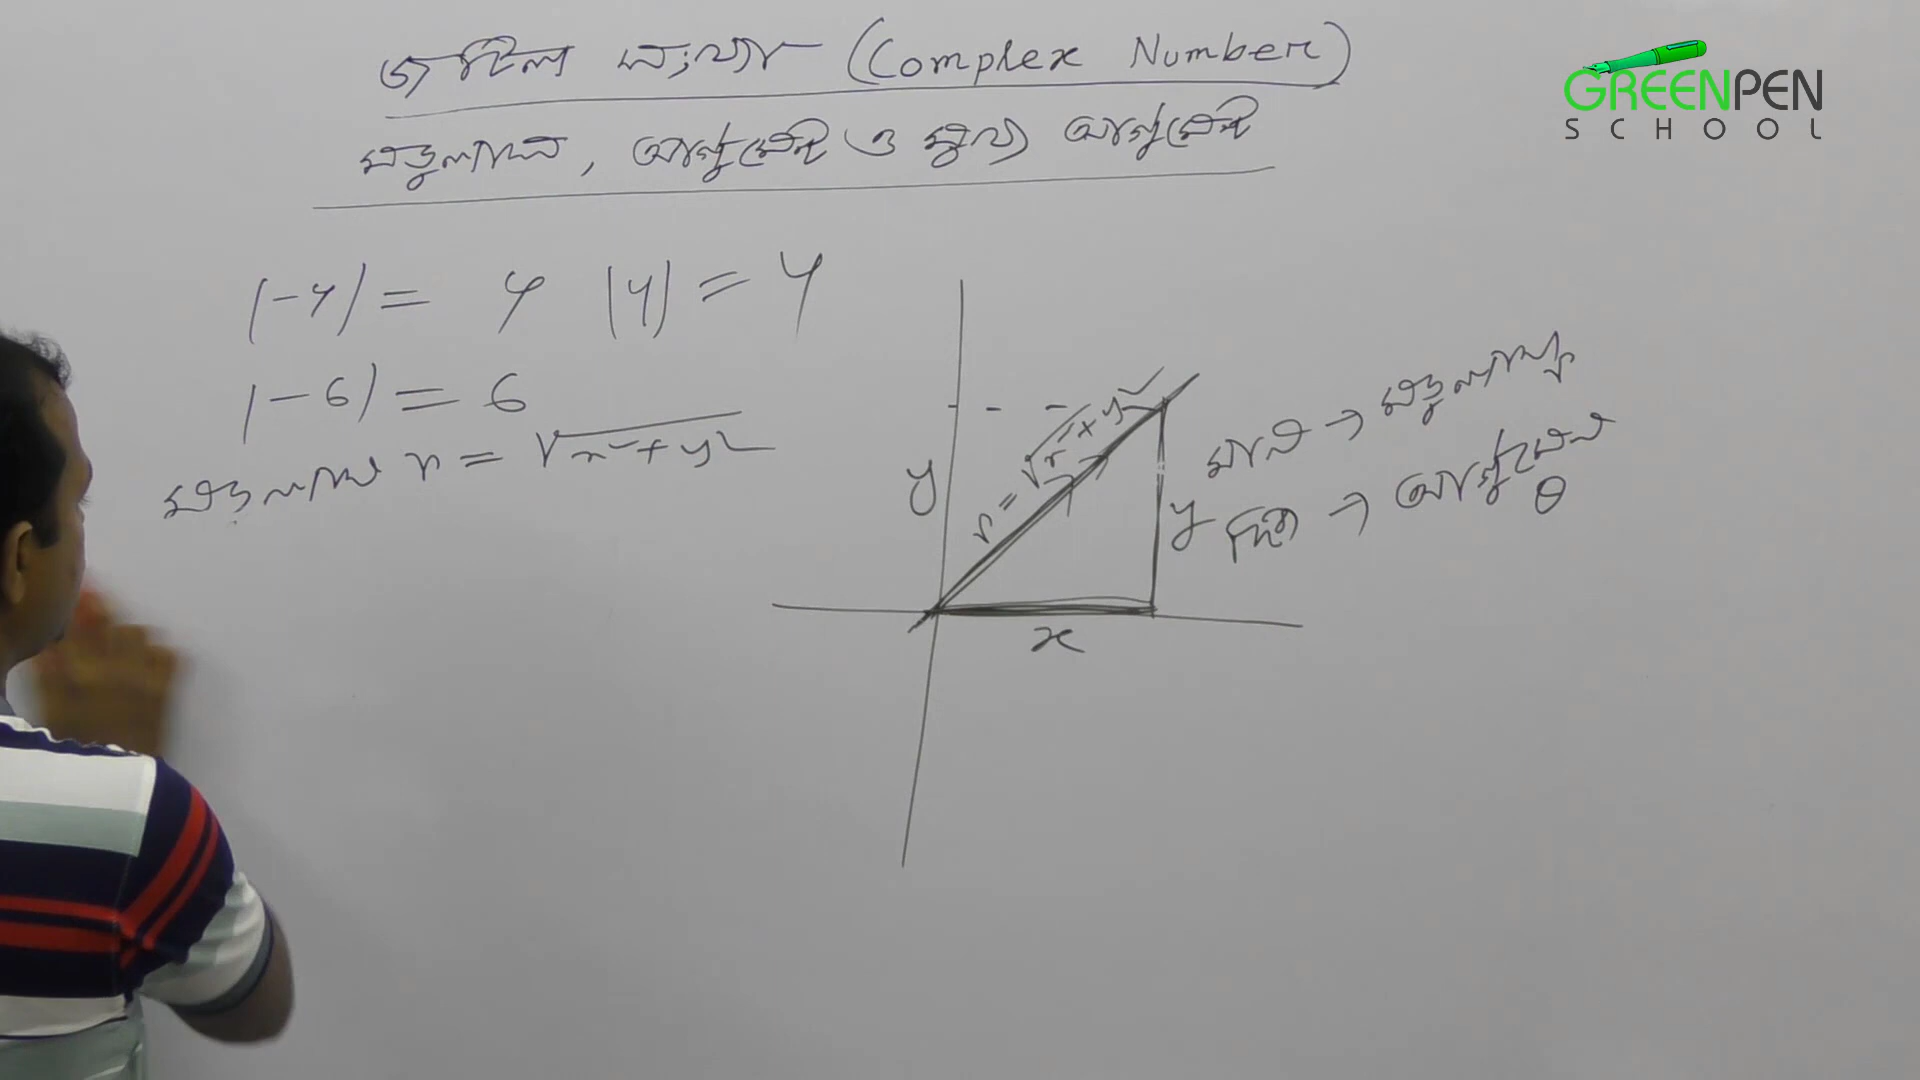 জটিল সংখ্যা (Complex Number)
মডুলাস, আর্গুমেন্ট ও মুখ্য আর্গুমেন্ট
|-4| = 4 |4| = 4
|-6| = 6
মডুলাস r = √x²+y²
y
r = √x²+y²
মান → মডুলাস
y দিক → আর্গুমেন্ট
θ
x
GREENPEN
SCHOOL